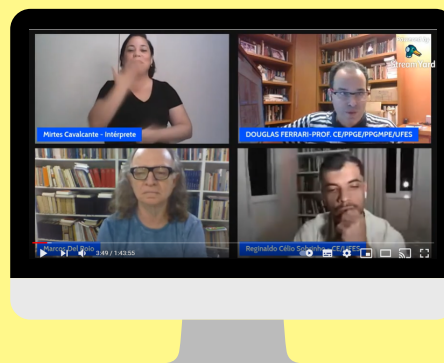 StreamYard
Mirtes Cavalcante - Intérprete
DOUGLAS FERRARI-PROF. CE/PPGE/PPGMPE/UFES
Marcos Del Roio
Reginaldo Célio Sobrinho - CE/UFES
3:49 / 1:43:55